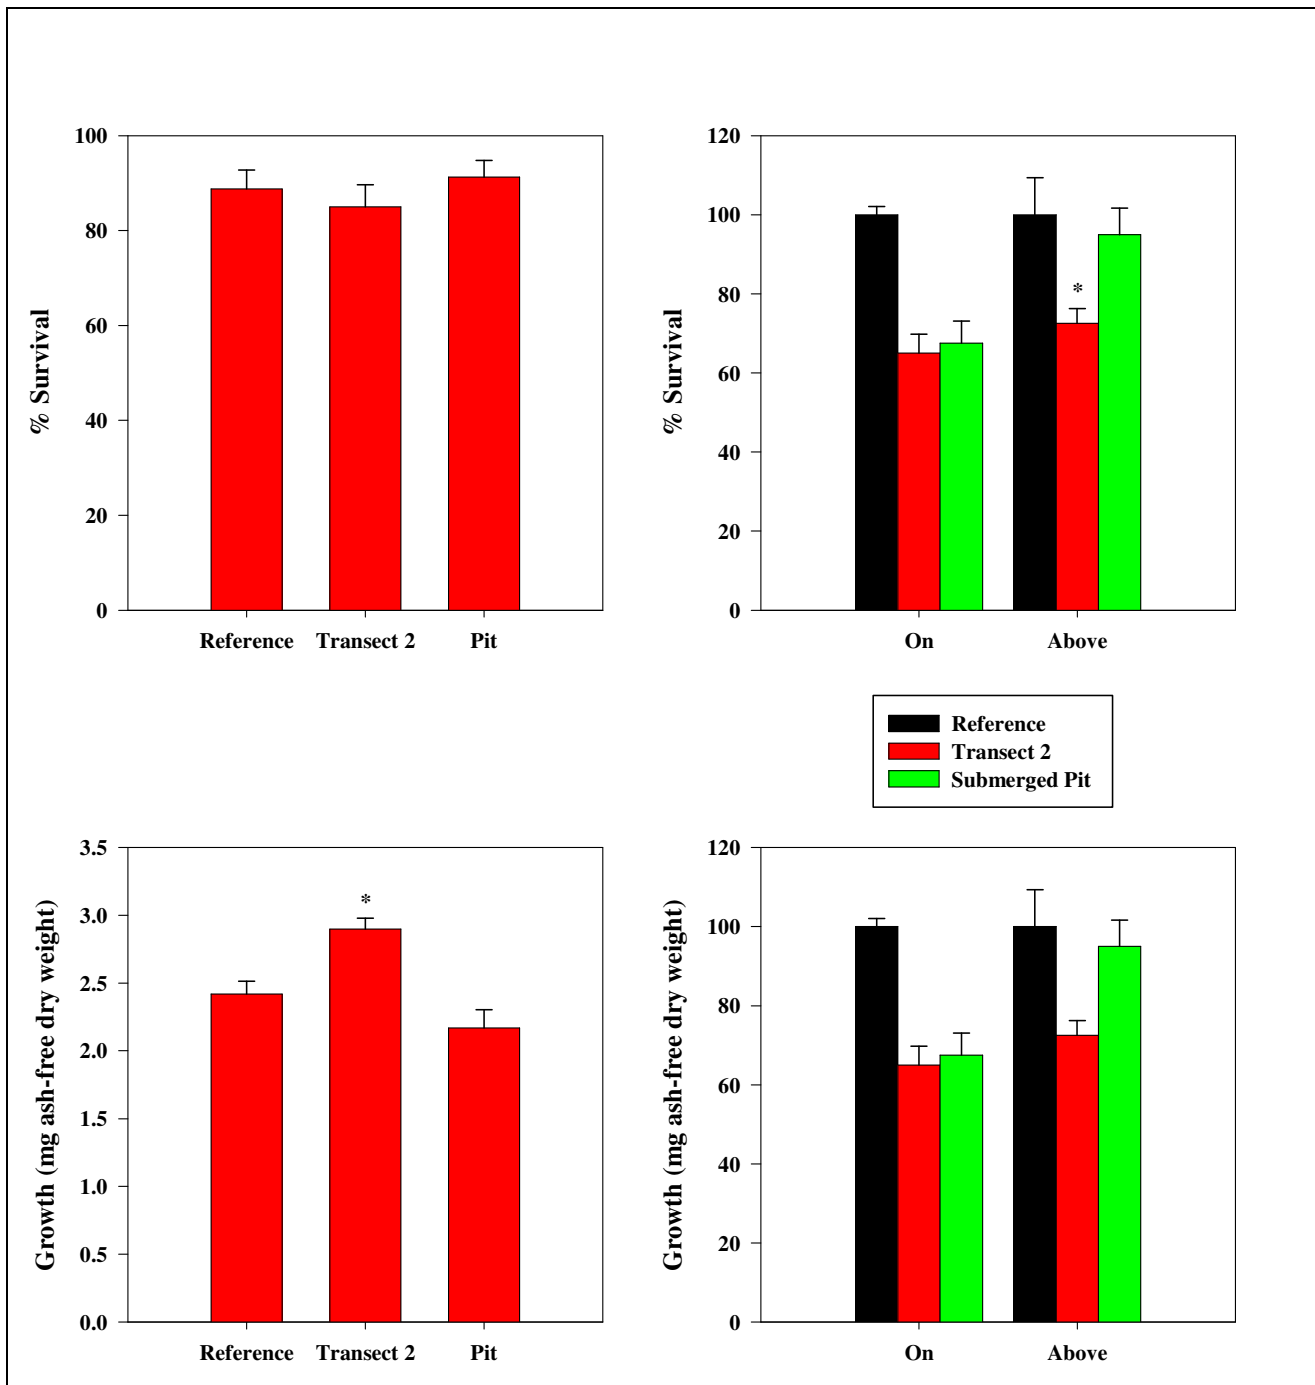 100
80
60
40
20
0
% Survival
Reference Transect 2 Pit
120
100
80
60
40
20
0
% Survival
*
On Above
Reference
Transect 2
Submerged Pit
3.5
3.0
2.5
2.0
1.5
1.0
0.5
0.0
Growth (mg ash-free dry weight)
*
Reference Transect 2 Pit
120
100
80
60
40
20
0
Growth (mg ash-free dry weight)
On Above